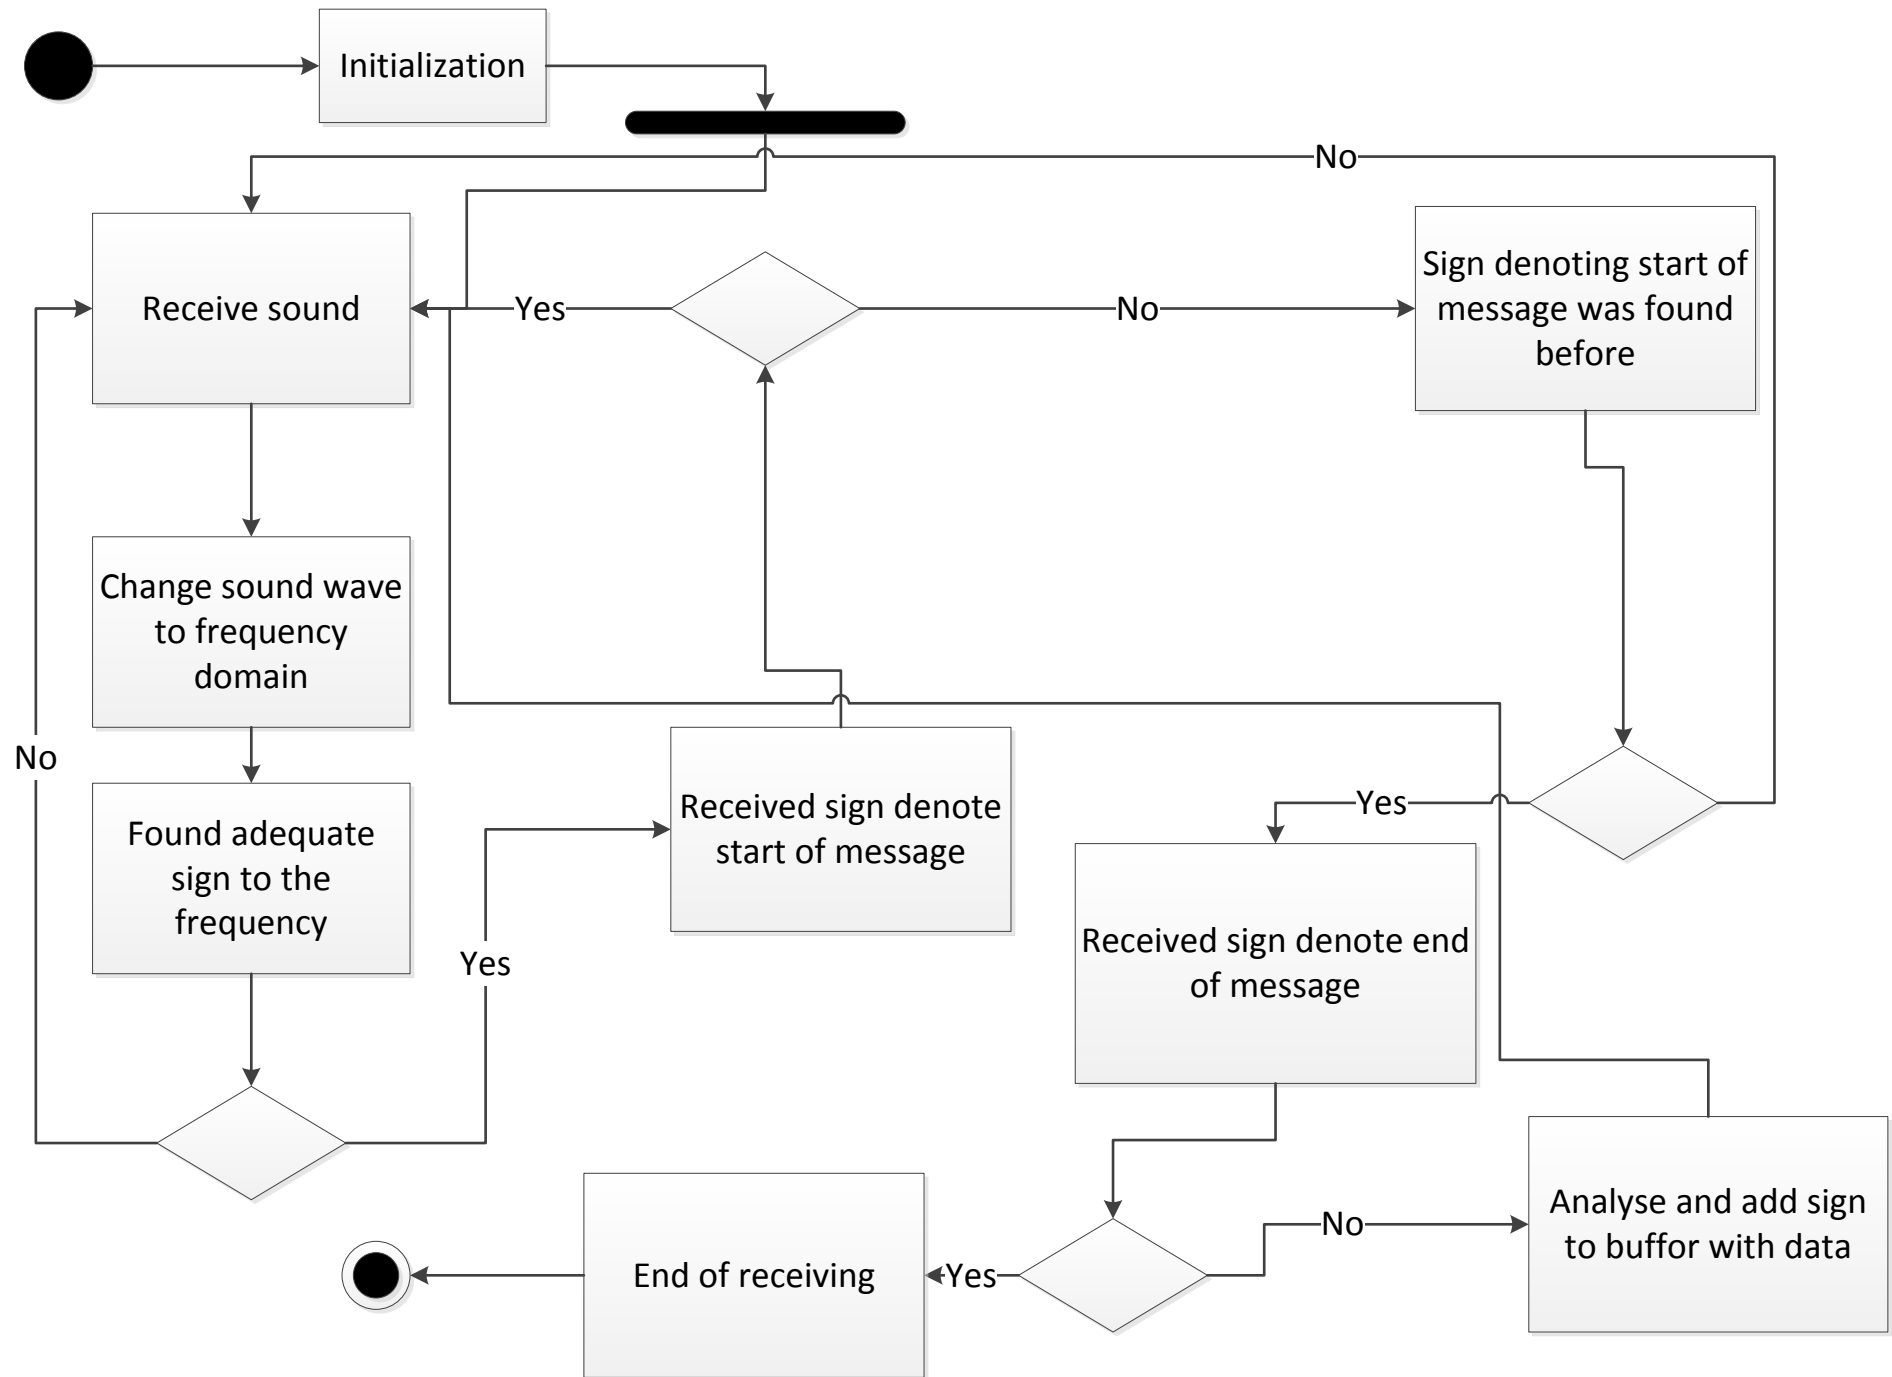 Initialization
No
Receive sound
Yes
No
Sign denoting start of
message was found
before
Change sound wave
to frequency
domain
No
Found adequate
sign to the
frequency
Yes
Received sign denote
start of message
Yes
Received sign denote end
of message
End of receiving
Yes
No
Analyse and add sign
to buffor with data